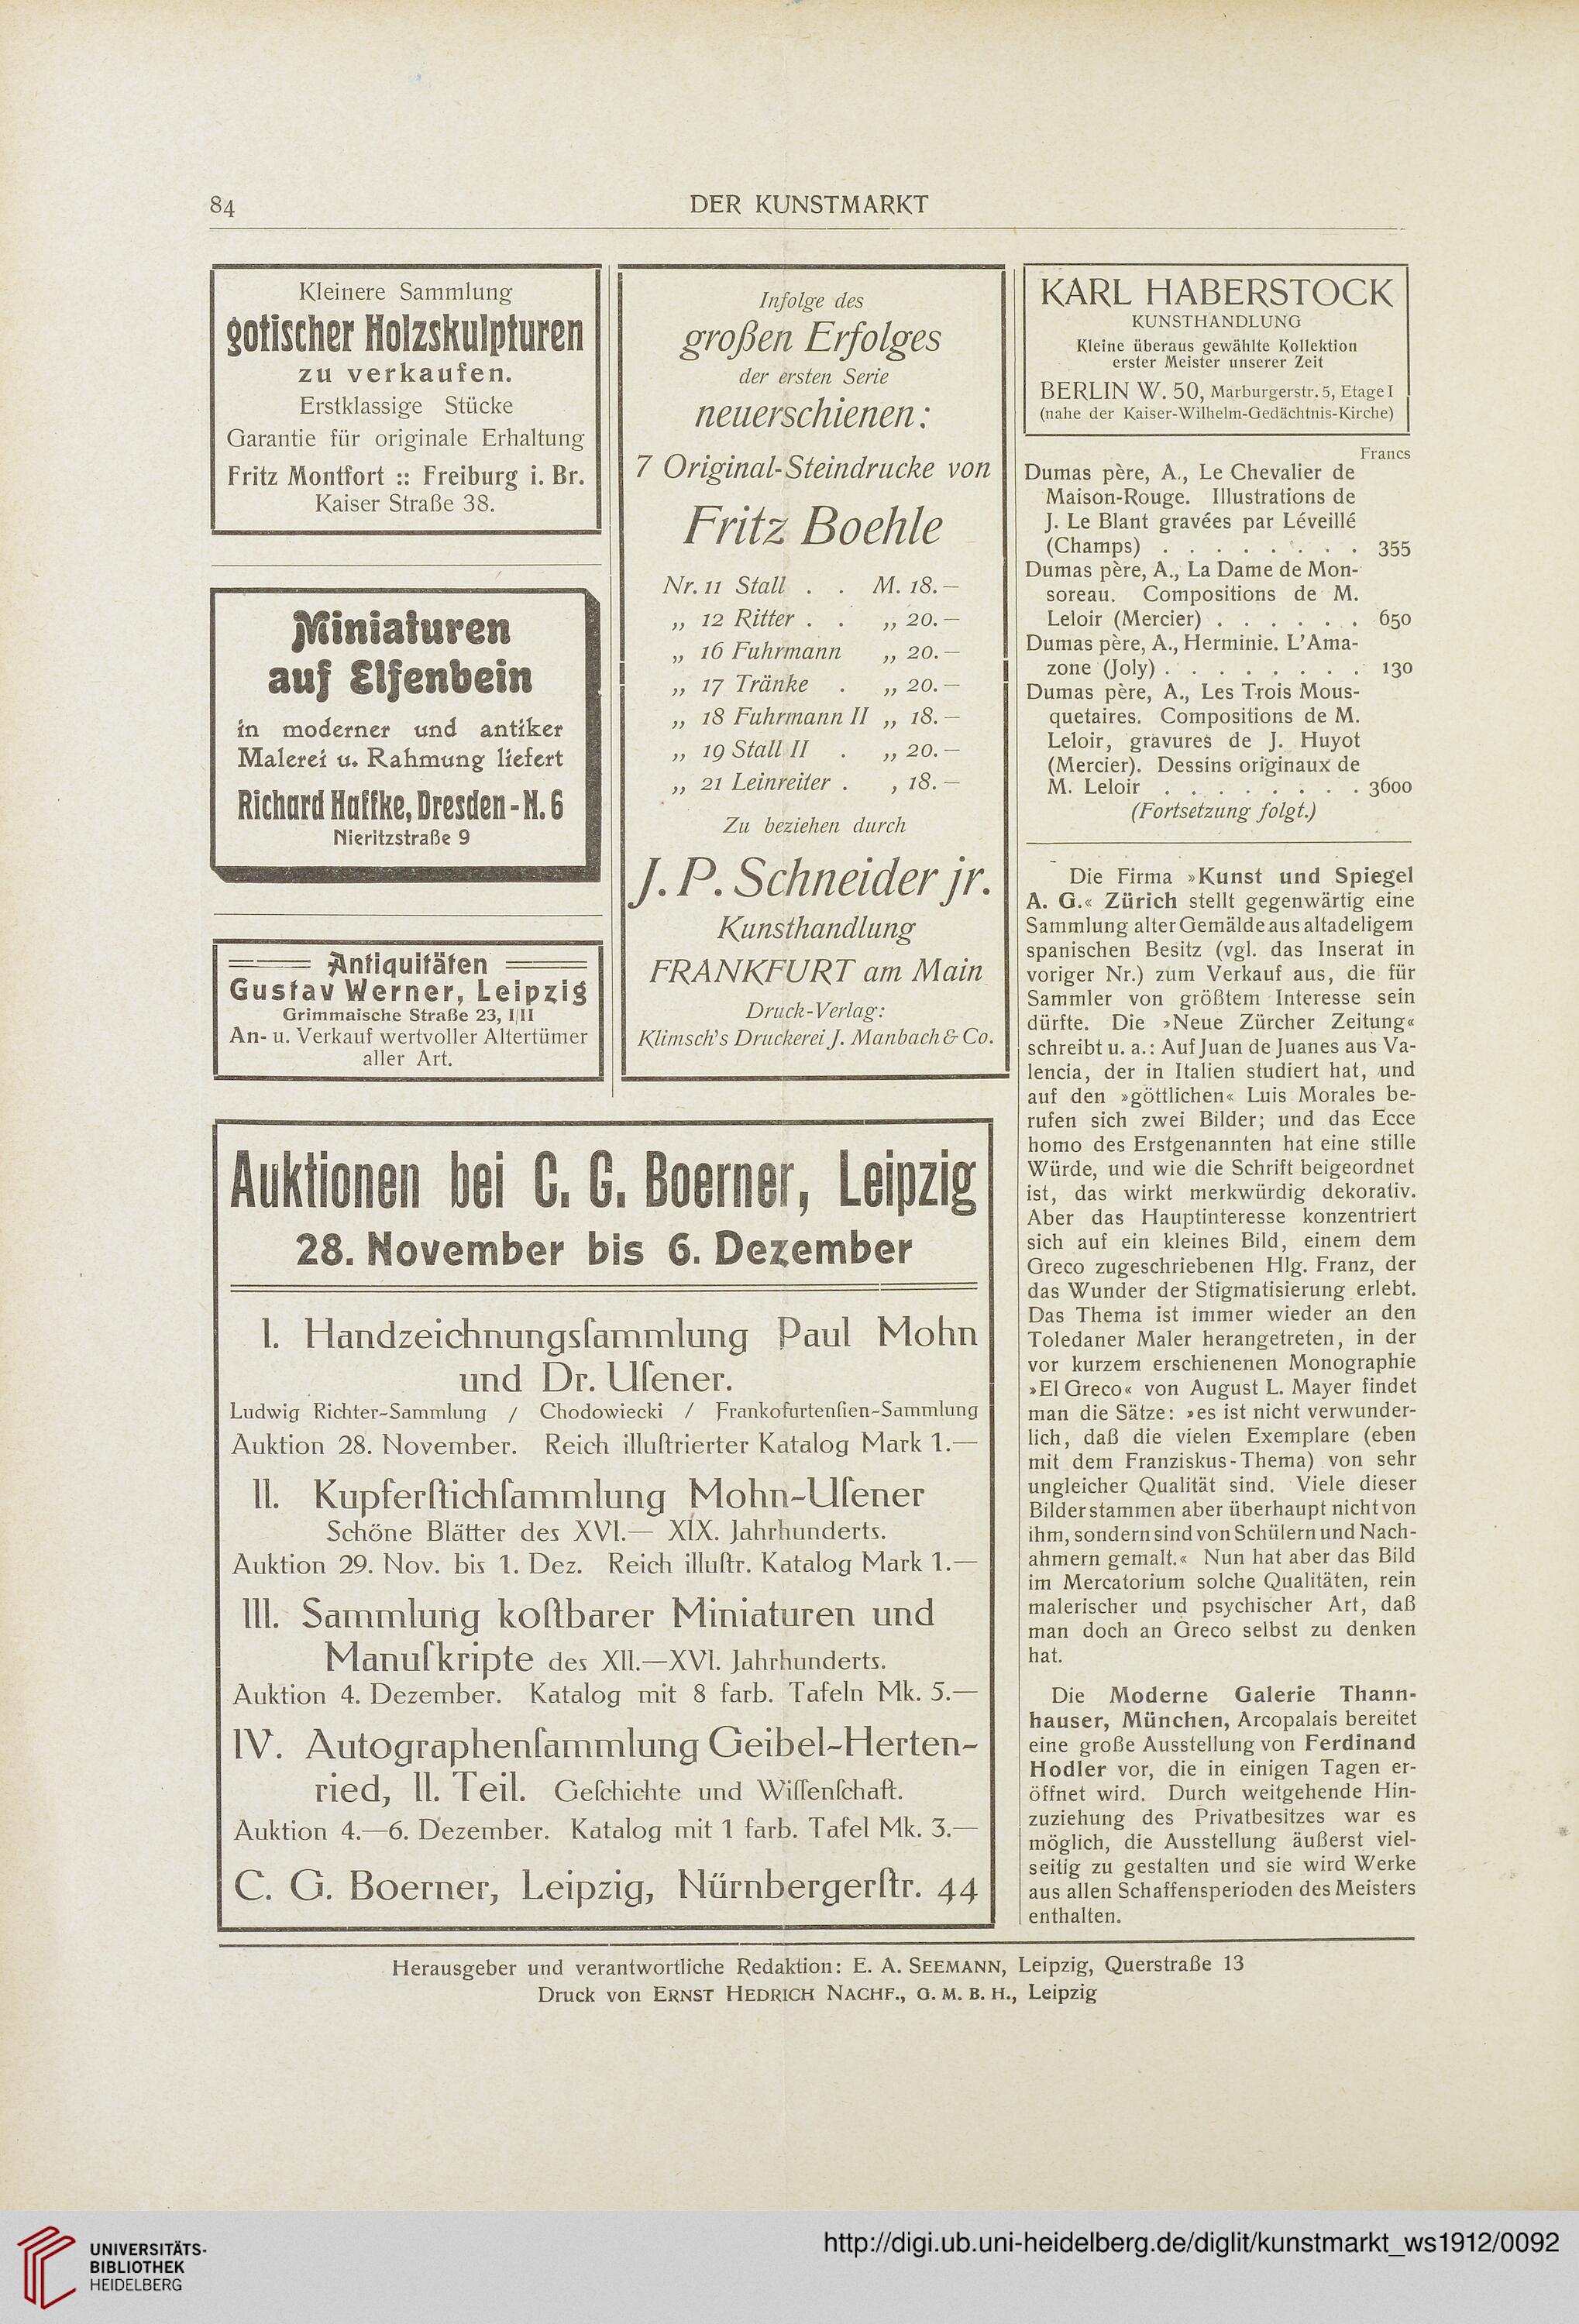 84
DER KUNSTMARKT
Kleinere Sammlung
gotischer Holzskulpturen
zu verkaufen.
Erstklassige Stücke
Garantie für originale Erhaltung
Fritz Montfort :: Freiburg i. Br.
Kaiser Straße 38.
Miniaturen
auf Elfenbein
in moderner und antiker
Malerei u. Rahmung liefert
Richard Haffke, Dresden-N. 6
Nieritzstraße 9
Antiquitäten
Gustav Werner, Leipzig
Grimmaische Straße 23, I/II
An- u. Verkauf wertvoller Altertümer
aller Art.
Infolge des
großen Erfolges
der ersten Serie
neuerschienen:
7 Original-Steindrucke von
Fritz Boehle
Nr. 11 Stall . . M. 18.—
„ 12 Ritter . . „ 20.—
„ 16 Fuhrmann „ 20.—
„ 17 Tränke . „ 20.—
„ 18 Fuhrmann II „ 18.—
„ 19 Stall II . „ 20.—
„ 21 Leinreiter . , 18.—
Zu beziehen durch
J. P. Schneider jr.
Kunsthandlung
FRANKFURT am Main
Druck-Verlag:
Klimsch's Druckerei J. Manbach & Co.
Auktionen bei C. G. Boerner, Leipzig
28. November bis 6. Dezember
I. Handzeichnungsſammlung Paul Mohn
und Dr. Uſener.
Ludwig Richter-Sammlung / Chodowiecki / Frankofurtenſien-Sammlung
Auktion 28. November. Reich illuſtrierter Katalog Mark 1.—
II. Kupferſtichſammlung Mohn-Uſener
Schöne Blätter des XVI.— XIX. Jahrhunderts.
Auktion 29. Nov. bis 1. Dez. Reich illuſtr. Katalog Mark 1.—
III. Sammlung koſtbarer Miniaturen und
Manuſkripte des XII.—XVI. Jahrhunderts.
Auktion 4. Dezember. Katalog mit 8 farb. Tafeln Mk. 5.—
IV. Autographenſammlung Geibel-Herten-
ried, II. Teil. Geſchichte und Wiſſenſchaft.
Auktion 4.—6. Dezember. Katalog mit 1 farb. Tafel Mk. 3.—
C. G. Boerner, Leipzig, Nürnbergerſtr. 44
KARL HABERSTOCK
KUNSTHANDLUNG
Kleine überaus gewählte Kollektion
erster Meister unserer Zeit
BERLIN W. 50, Marburgerstr. 5, Etage I
(nahe der Kaiser-Wilhelm-Gedächtnis-Kirche)
Francs
Dumas père, A., Le Chevalier de
Maison-Rouge. Illustrations de
J. Le Blant gravées par Léveillé
(Champs) . . . . . . . . 355
Dumas père, A., La Dame de Mon-
soreau. Compositions de M.
Leloir (Mercier) . . . . . . 650
Dumas père, A., Herminie. L'Ama-
zone (Joly) . . . . . . . . 130
Dumas père, A., Les Trois Mous-
quetaires. Compositions de M.
Leloir, gravures de J. Huyot
(Mercier). Dessins originaux de
M. Leloir . . . . . . . . 3600
(Fortsetzung folgt.)
Die Firma »Kunst und Spiegel
A. G.« Zürich stellt gegenwärtig eine
Sammlung alter Gemälde aus altadeligem
spanischen Besitz (vgl. das Inserat in
voriger Nr.) zum Verkauf aus, die für
Sammler von größtem Interesse sein
dürfte. Die »Neue Zürcher Zeitung«
schreibt u. a.: Auf Juan de Juanes aus Va-
lencia, der in Italien studiert hat, und
auf den »göttlichen« Luis Morales be-
rufen sich zwei Bilder; und das Ecce
homo des Erstgenannten hat eine stille
Würde, und wie die Schrift beigeordnet
ist, das wirkt merkwürdig dekorativ.
Aber das Hauptinteresse konzentriert
sich auf ein kleines Bild, einem dem
Greco zugeschriebenen Hlg. Franz, der
das Wunder der Stigmatisierung erlebt.
Das Thema ist immer wieder an den
Toledaner Maler herangetreten, in der
vor kurzem erschienenen Monographie
»El Greco« von August L. Mayer findet
man die Sätze: »es ist nicht verwunder-
lich, daß die vielen Exemplare (eben
mit dem Franziskus-Thema) von sehr
ungleicher Qualität sind. Viele dieser
Bilder stammen aber überhaupt nicht von
ihm, sondern sind von Schülern und Nach-
ahmern gemalt.« Nun hat aber das Bild
im Mercatorium solche Qualitäten, rein
malerischer und psychischer Art, daß
man doch an Greco selbst zu denken
hat.
Die Moderne Galerie Thann-
hauser, München, Arcopalais bereitet
eine große Ausstellung von Ferdinand
Hodler vor, die in einigen Tagen er-
öffnet wird. Durch weitgehende Hin-
zuziehung des Privatbesitzes war es
möglich, die Ausstellung äußerst viel-
seitig zu gestalten und sie wird Werke
aus allen Schaffensperioden des Meisters
enthalten.
Herausgeber und verantwortliche Redaktion: E. A. SEEMANN, Leipzig, Querstraße 13
Druck von ERNST HEDRICH NACHF., G. M. B. H., Leipzig
UNIVERSITÄTS-
BIBLIOTHEK
HEIDELBERG
http://digi.ub.uni-heidelberg.de/diglit/kunstmarkt_ws1912/0092